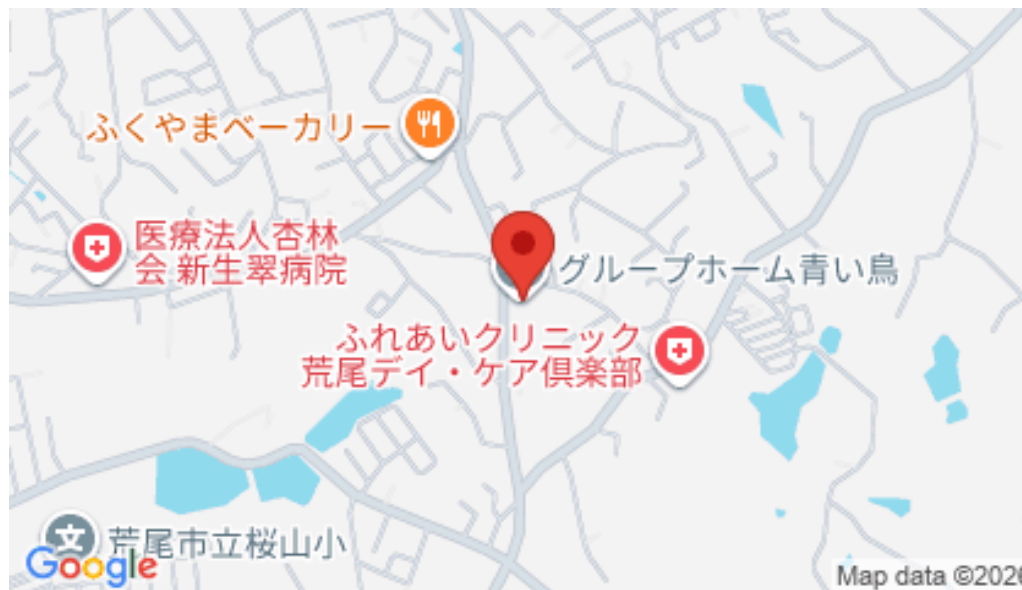 ふくやまベーカリー
医療法人杏林
会 新生翠病院
グループホーム青い鳥
ふれあいクリニック
荒尾デイ・ケア倶楽部
文
荒尾市立桜山小
Google
Map data ©2026